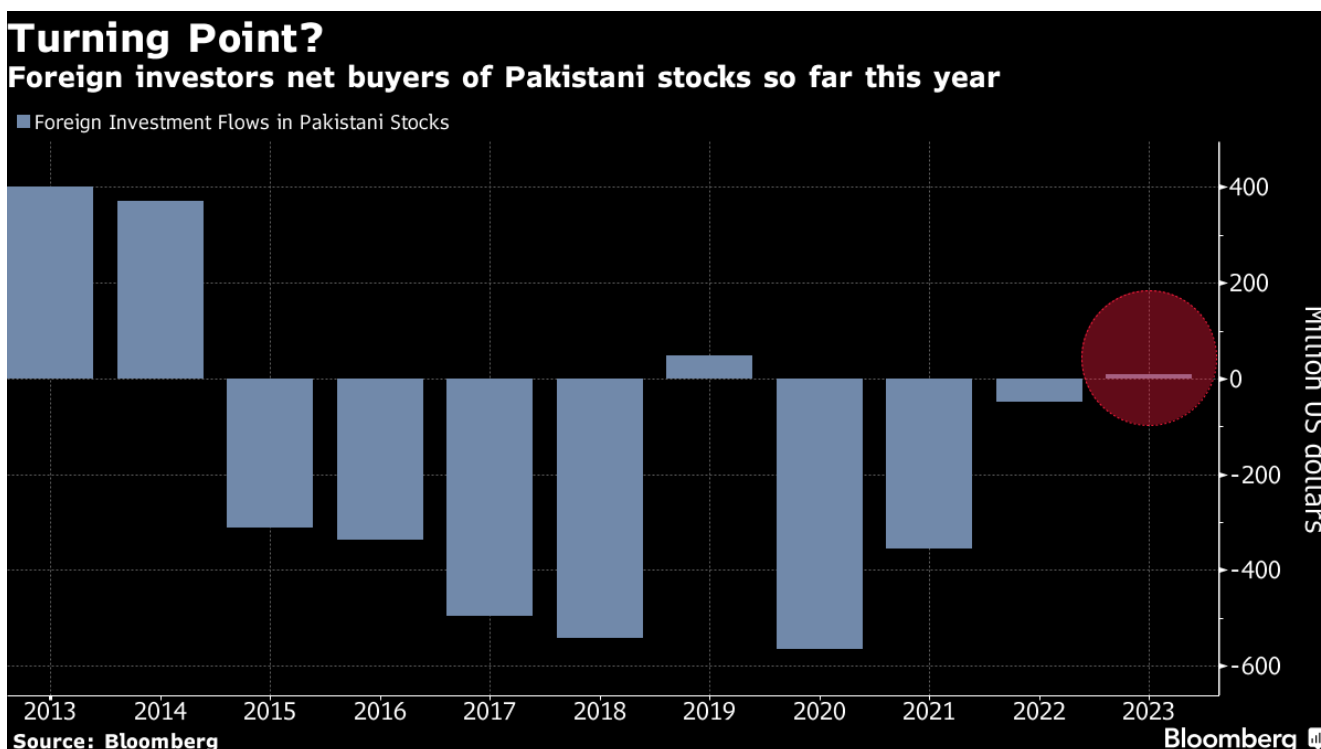 Turning Point?
Foreign investors net buyers of Pakistani stocks so far this year
Foreign Investment Flows in Pakistani Stocks
400
200
0
-200
-400
-600
Million US dollars
2013 2014 2015 2016 2017 2018 2019 2020 2021 2022 2023
Source: Bloomberg
Bloomberg